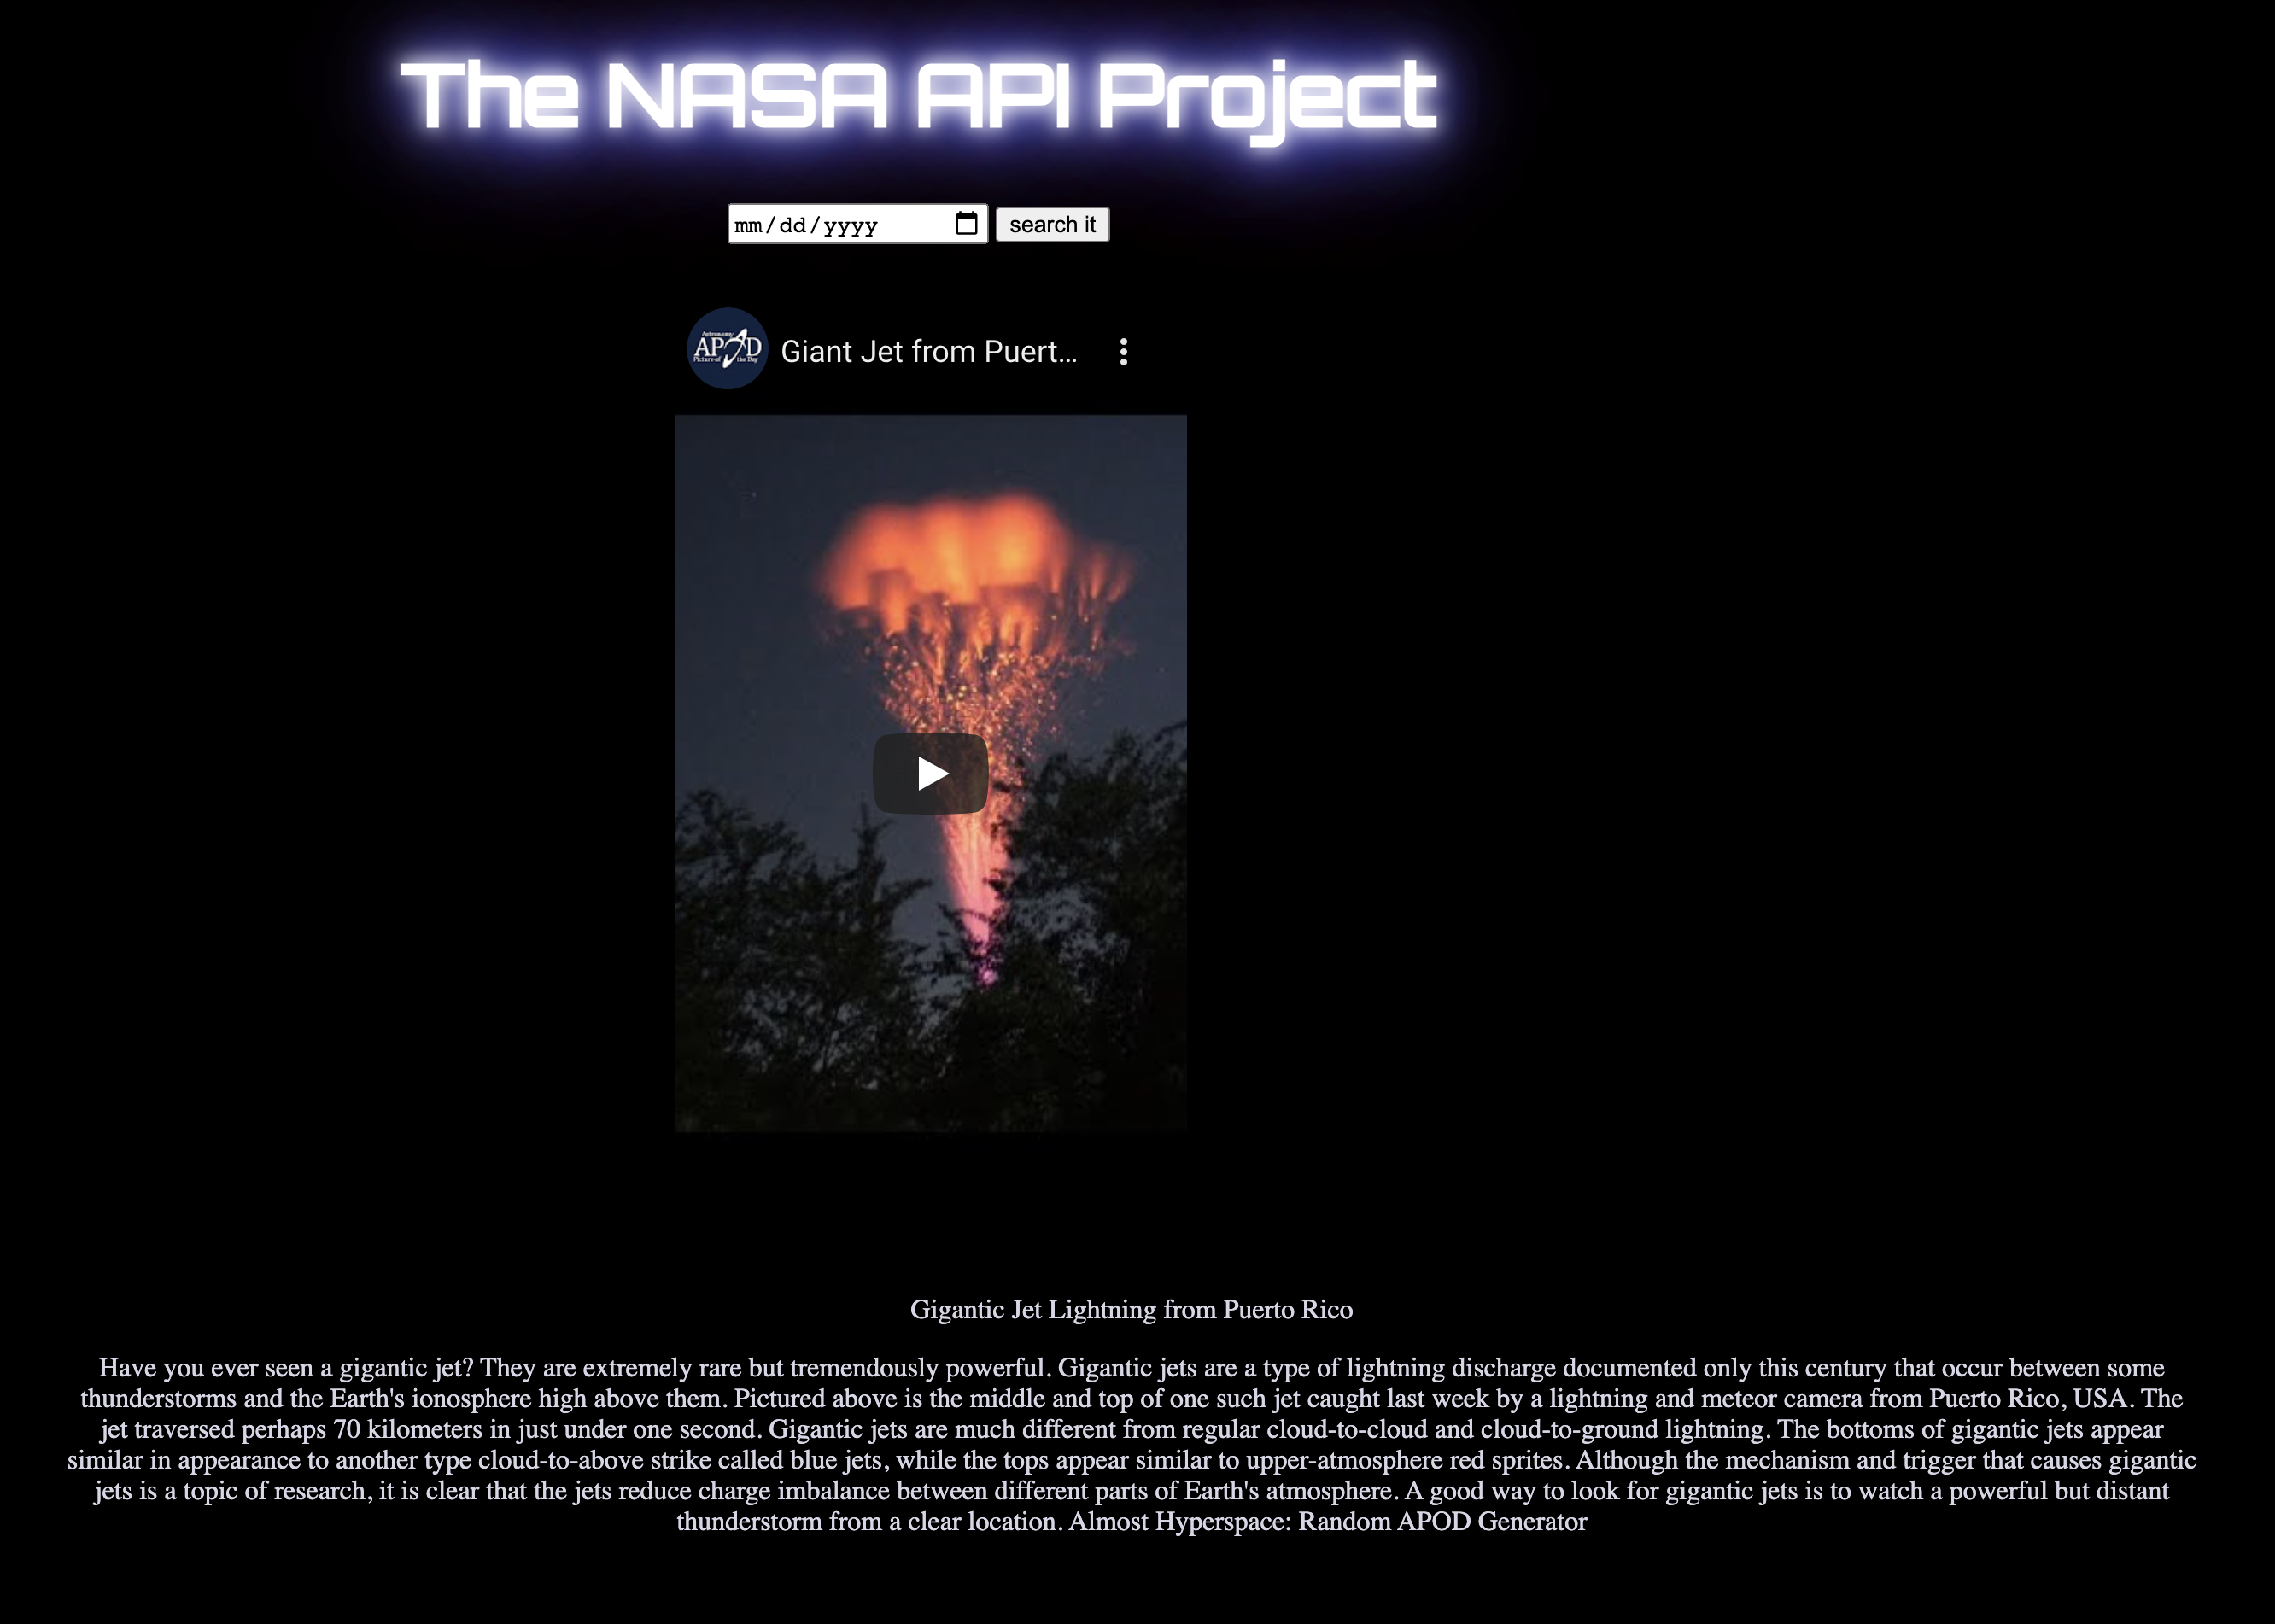 The NASA API Project
mm/dd/yyyy search it
Astronomy
APOD
Picture of the Day
Giant Jet from Puert...
Gigantic Jet Lightning from Puerto Rico
Have you ever seen a gigantic jet? They are extremely rare but tremendously powerful. Gigantic jets are a type of lightning discharge documented only this century that occur between some
thunderstorms and the Earth's ionosphere high above them. Pictured above is the middle and top of one such jet caught last week by a lightning and meteor camera from Puerto Rico, USA. The
jet traversed perhaps 70 kilometers in just under one second. Gigantic jets are much different from regular cloud-to-cloud and cloud-to-ground lightning. The bottoms of gigantic jets appear
similar in appearance to another type cloud-to-above strike called blue jets, while the tops appear similar to upper-atmosphere red sprites. Although the mechanism and trigger that causes gigantic
jets is a topic of research, it is clear that the jets reduce charge imbalance between different parts of Earth's atmosphere. A good way to look for gigantic jets is to watch a powerful but distant
thunderstorm from a clear location. Almost Hyperspace: Random APOD Generator